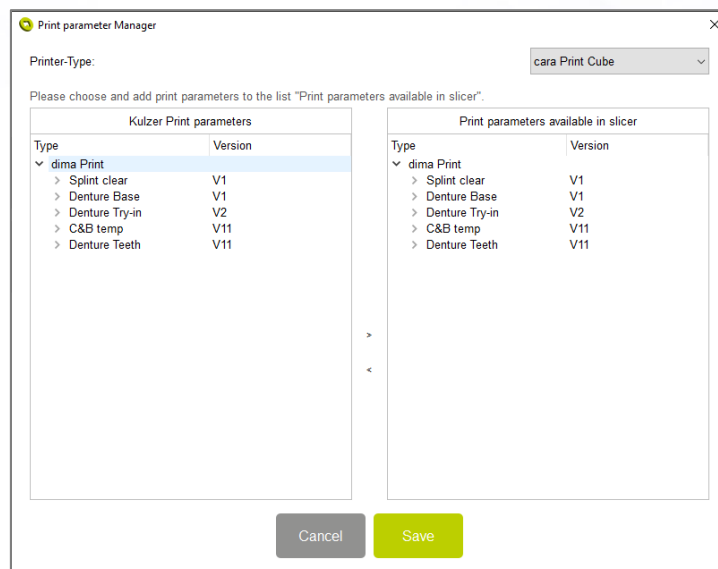 Print parameter Manager
Printer-Type:
cara Print Cube
Please choose and add print parameters to the list "Print parameters available in slicer".
Kulzer Print parameters
Type Version
dima Print
Splint clear V1
Denture Base V1
Denture Try-in V2
C&B temp V11
Denture Teeth V11
>
<
Print parameters available in slicer
Type Version
dima Print
Splint clear V1
Denture Base V1
Denture Try-in V2
C&B temp V11
Denture Teeth V11
Cancel
Save